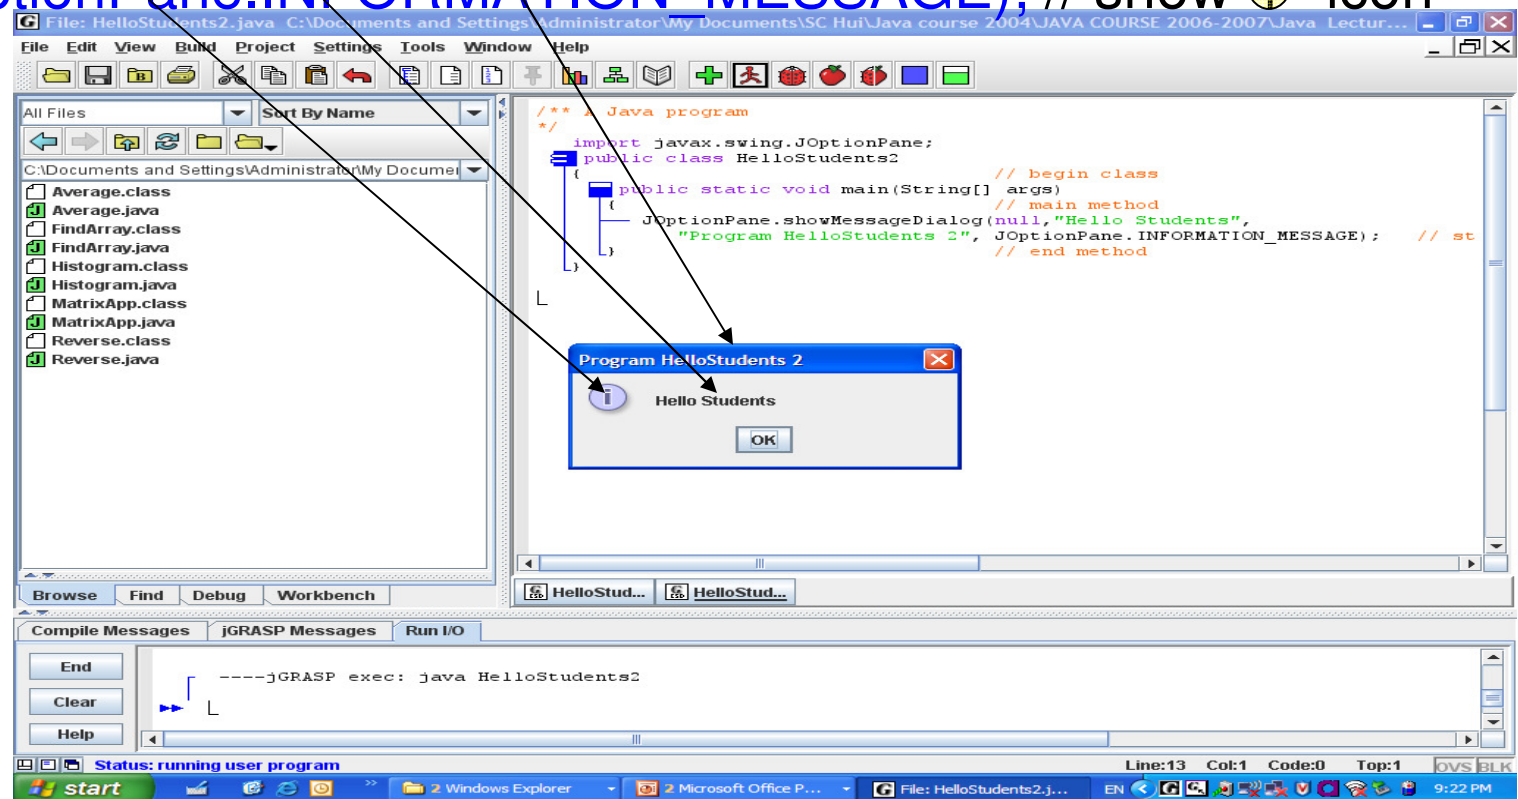 tionPane.INFORMATION_MESSAGE); // show icon
G File: HelloStudents2.java C:\Documents and Settings\Administrator\My Documents\SC Hui\Java course 2004\JAVA COURSE 2006-2007\Java Lectur...
File Edit View Build Project Settings Tools Window Help
All Files Sort By Name
C:\Documents and Settings\Administrator\My Documei
Average.class
Average.java
FindArray.class
FindArray.java
Histogram.class
Histogram.java
MatrixApp.class
MatrixApp.java
Reverse.class
Reverse.java
Browse Find Debug Workbench
/** A Java program
*/
import javax.swing.JOptionPane;
public class HelloStudents2
{ // begin class
public static void main(String[] args)
{ // main method
JOptionPane.showMessageDialog(null,"Hello Students",
"Program HelloStudents 2", JOptionPane.INFORMATION_MESSAGE); // st
} // end method
}
Program HelloStudents 2
i Hello Students
OK
HelloStud... HelloStud...
Compile Messages jGRASP Messages Run I/O
End
Clear
Help
----jGRASP exec: java HelloStudents2
Status: running user program Line:13 Col:1 Code:0 Top:1 OVS BLK
start 2 Windows Explorer 2 Microsoft Office P... File: HelloStudents2.j... EN 9:22 PM